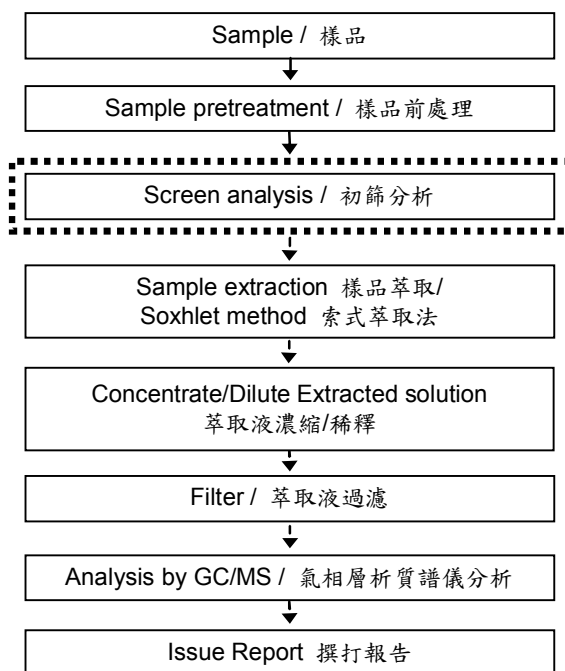 Sample / 樣品
Sample pretreatment / 樣品前處理
Screen analysis / 初篩分析
Sample extraction 樣品萃取/
Soxhlet method 索式萃取法
Concentrate/Dilute Extracted solution
萃取液濃縮/稀釋
Filter / 萃取液過濾
Analysis by GC/MS / 氣相層析質譜儀分析
Issue Report 撰打報告